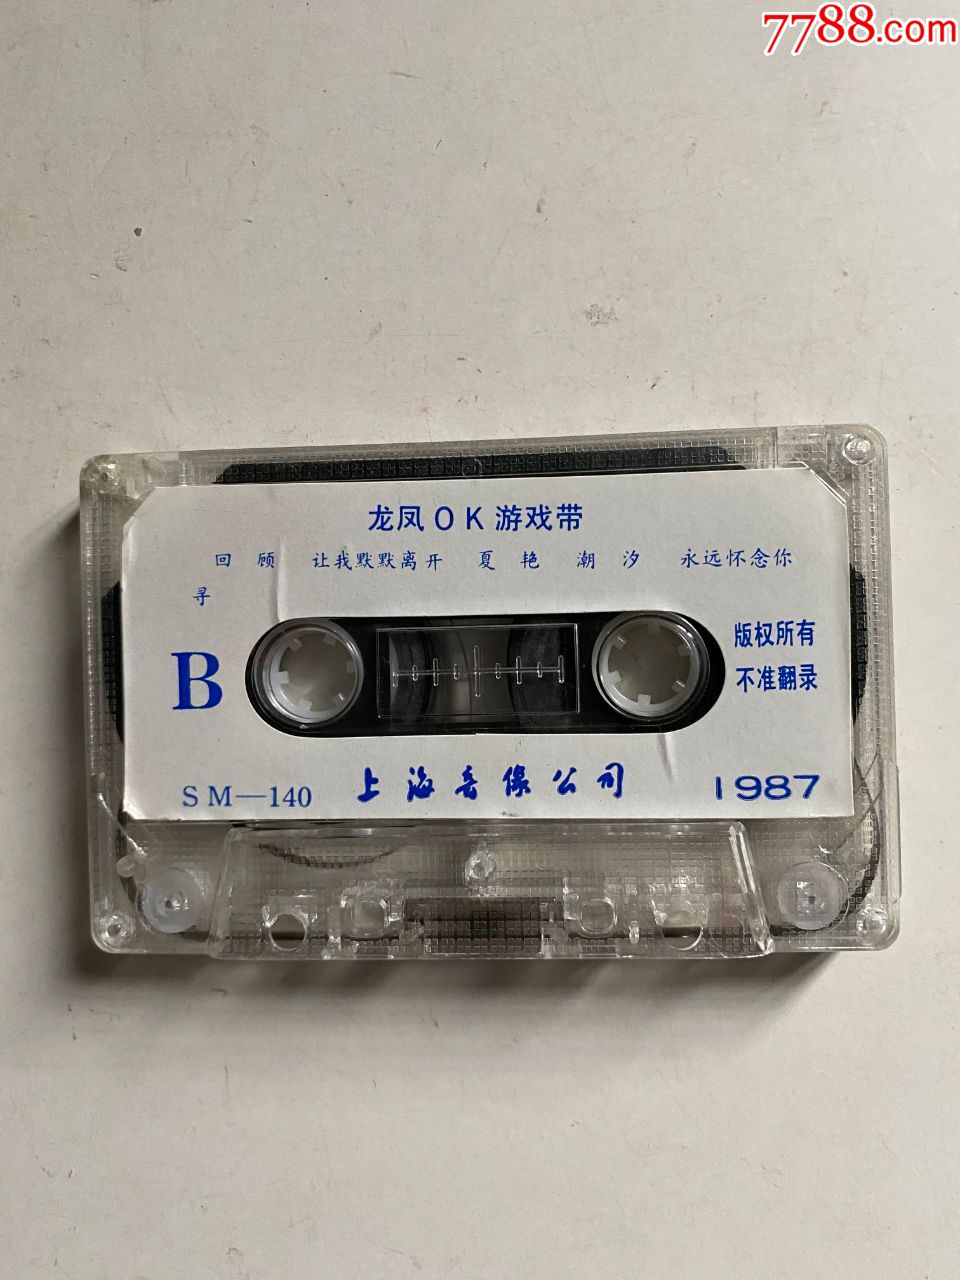 7788.com
龙凤OK游戏带
回 顾 让我默默离开 夏 艳 潮 汐 永远怀念你
寻
B
版权所有
不准翻录
SM—140 上海音像公司 1987